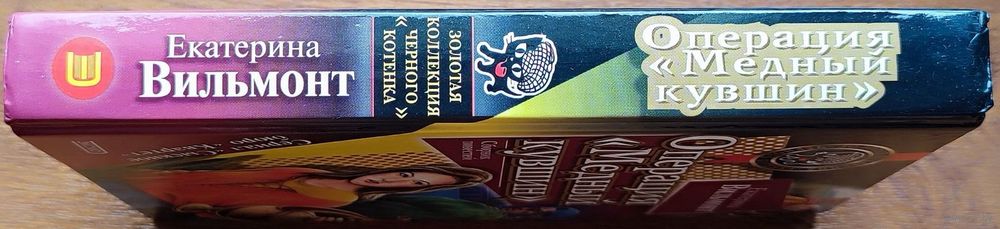 Екатерина
Вильмонт
ЗОЛОТАЯ
КОЛЛЕКЦИЯ
"ЧЕРНОГО
КОТЕНКА"
Операция
«Медный
кувшин»
Операция
«Медный
кувшин»